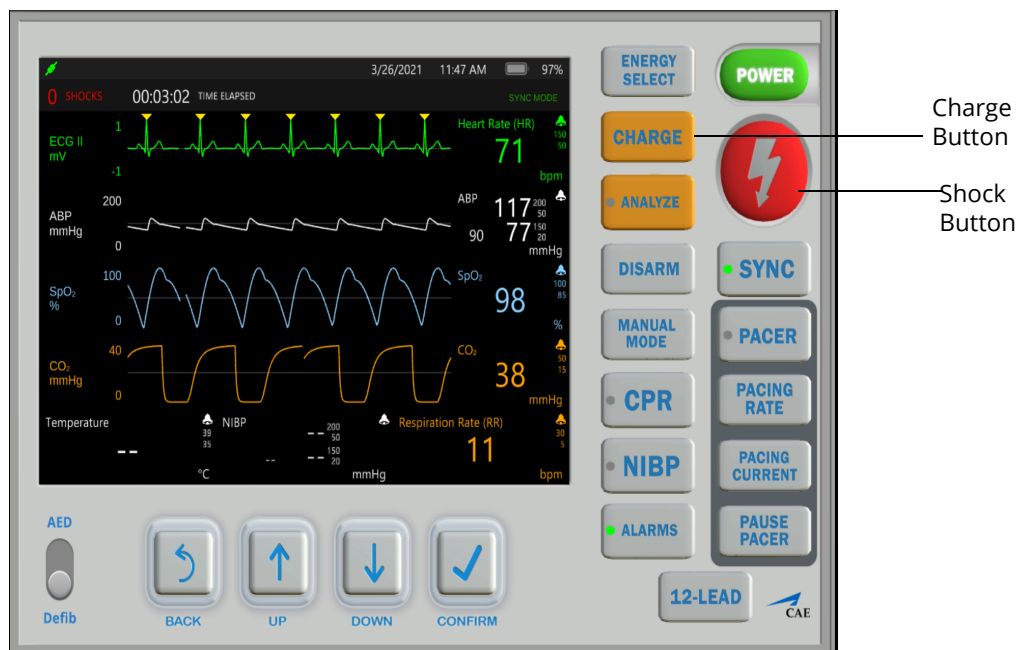 3/26/2021 11:47 AM 97%
0 SHOCKS 00:03:02 TIME ELAPSED SYNC MODE
ECG II
mV
1
-1
Heart Rate (HR)
71
150
50
bpm
ABP
mmHg
200
0
ABP
117
77
90
200
50
150
20
mmHg
SpO₂
%
100
0
SpO₂
98
100
85
%
CO₂
mmHg
40
0
CO₂
38
50
15
mmHg
Temperature
--
39
35
°C
NIBP
--
--
--
200
50
150
20
mmHg
Respiration Rate (RR)
11
30
5
bpm
ENERGY
SELECT
CHARGE
ANALYZE
DISARM
MANUAL
MODE
CPR
NIBP
ALARMS
POWER
SYNC
PACER
PACING
RATE
PACING
CURRENT
PAUSE
PACER
12-LEAD
CAE
AED
Defib
BACK
UP
DOWN
CONFIRM
Charge
Button
Shock
Button